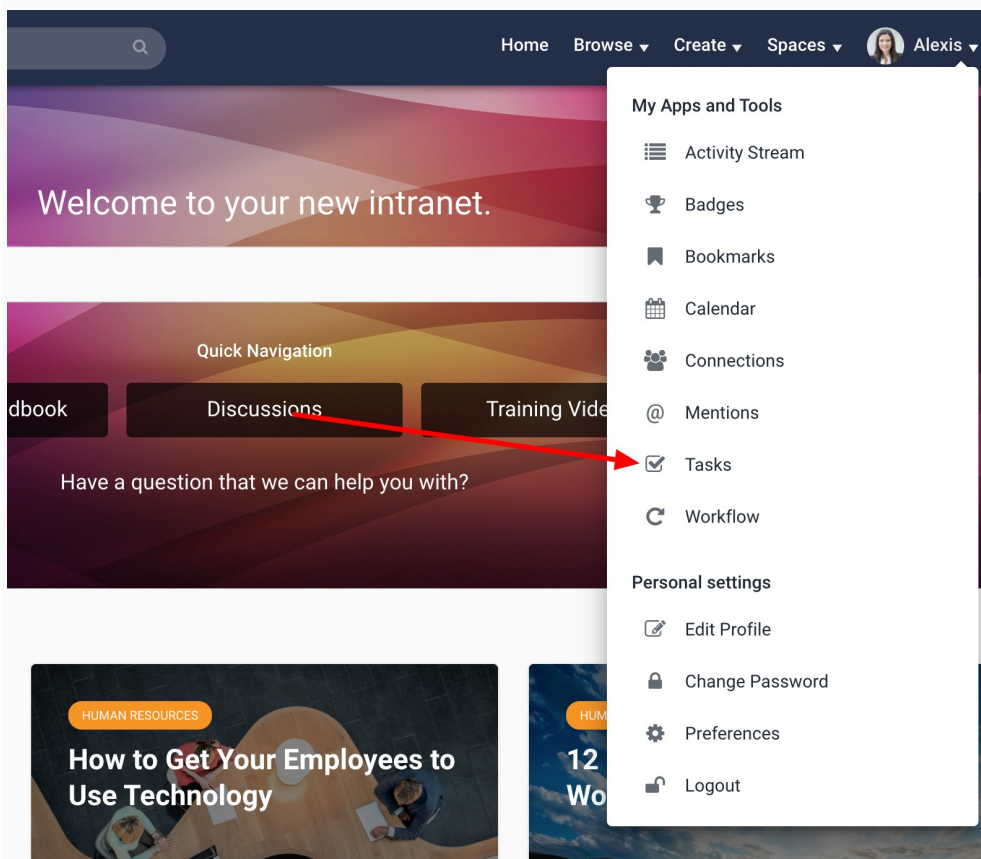 Home Browse Create Spaces Alexis
Welcome to your new intranet.
Quick Navigation
dbook Discussions Training Vide
Have a question that we can help you with?
My Apps and Tools
Activity Stream
Badges
Bookmarks
Calendar
Connections
@ Mentions
Tasks
Workflow
Personal settings
Edit Profile
Change Password
Preferences
Logout
HUMAN RESOURCES
How to Get Your Employees to
Use Technology
HUM
12
Wo